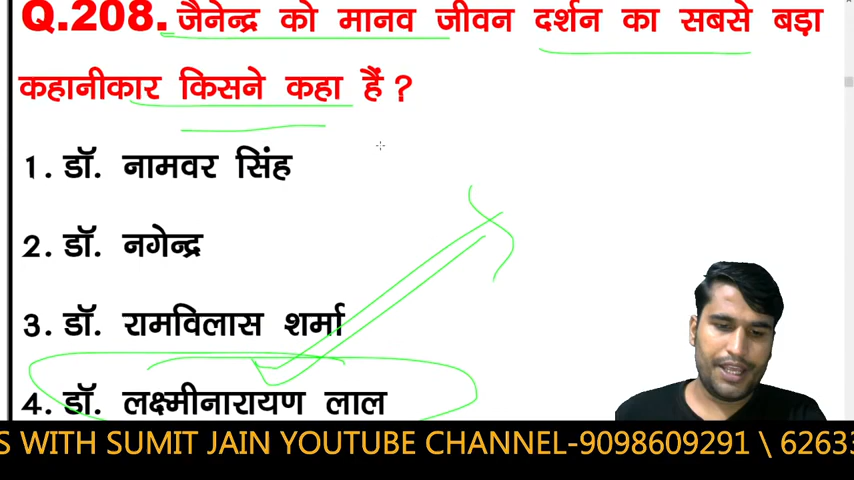 Q.208. जैनेन्द्र को मानव जीवन दर्शन का सबसे बड़ा
कहानीकार किसने कहा हैं ?
1. डॉ. नामवर सिंह
2. डॉ. नगेन्द्र
3. डॉ. रामविलास शर्मा
4. डॉ. लक्ष्मीनारायण लाल
S WITH SUMIT JAIN YOUTUBE CHANNEL-9098609291 \ 6263